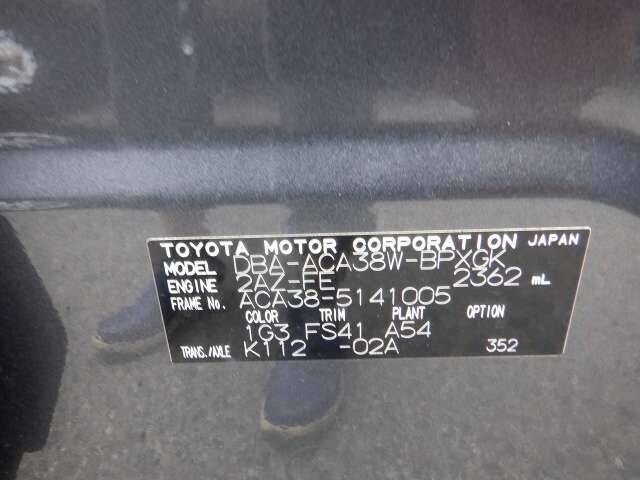 TOYOTA MOTOR CORPORATION JAPAN
MODEL DBA-ACA38W-BPXGK
ENGINE 2AZ-FE 2362 mL
FRAME No. ACA38-5141005
COLOR TRIM PLANT OPTION
1G3 FS41 A54
TRANS./AXLE K112 -02A 352